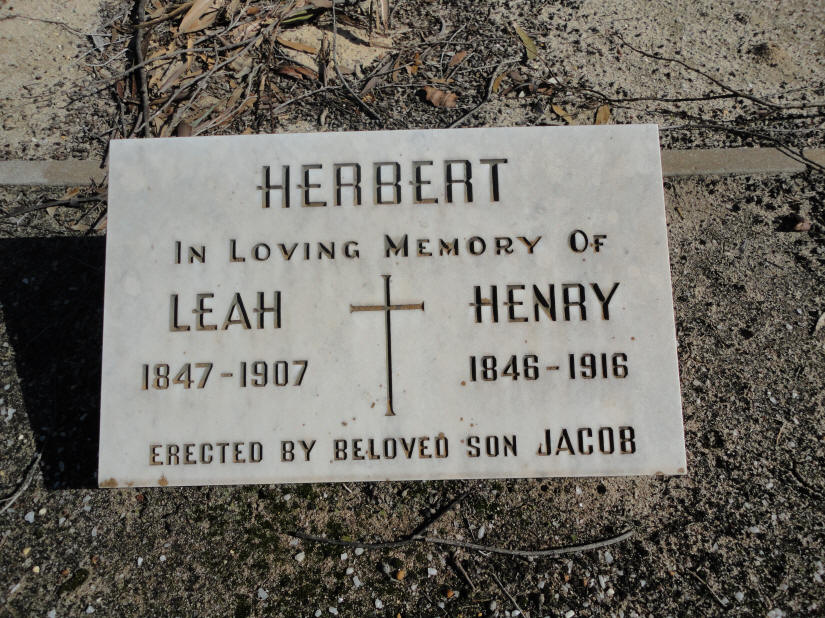 HERBERT
IN LOVING MEMORY OF
LEAH HENRY
1847-1907 1846-1916
ERECTED BY BELOVED SON JACOB